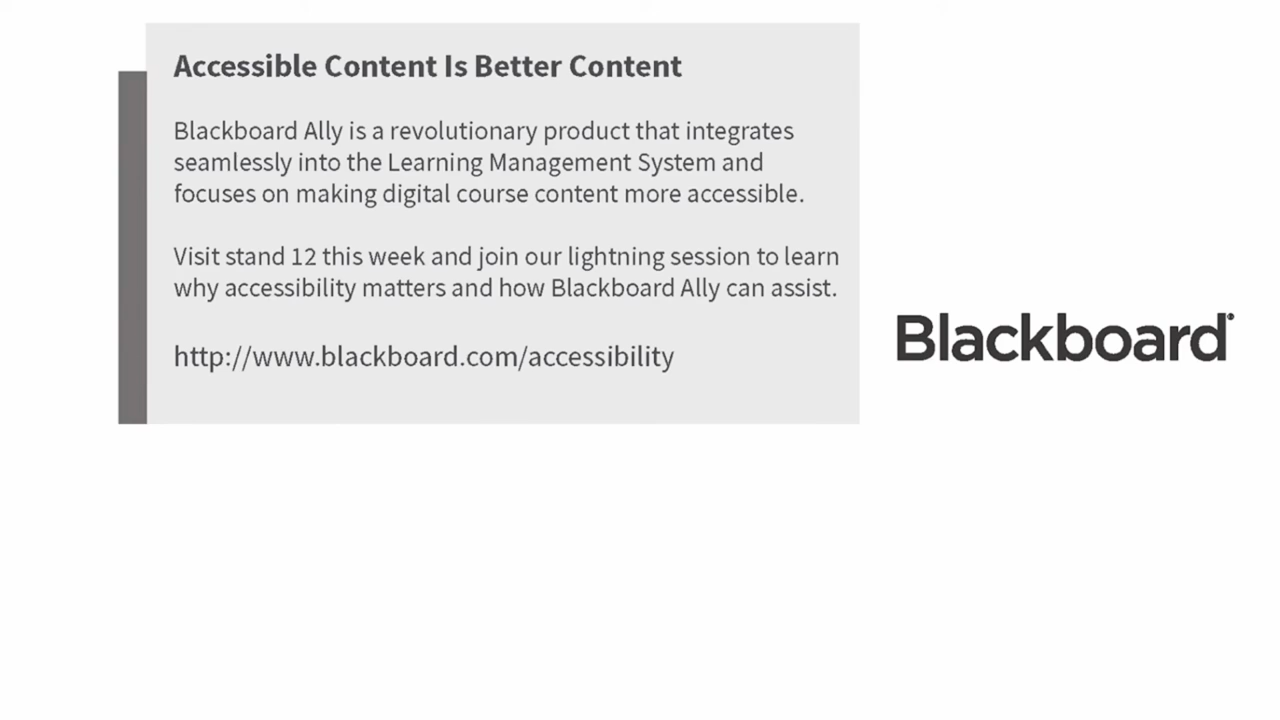 Accessible Content Is Better Content
Blackboard Ally is a revolutionary product that integrates
seamlessly into the Learning Management System and
focuses on making digital course content more accessible.
Visit stand 12 this week and join our lightning session to learn
why accessibility matters and how Blackboard Ally can assist.
http://www.blackboard.com/accessibility
Blackboard®